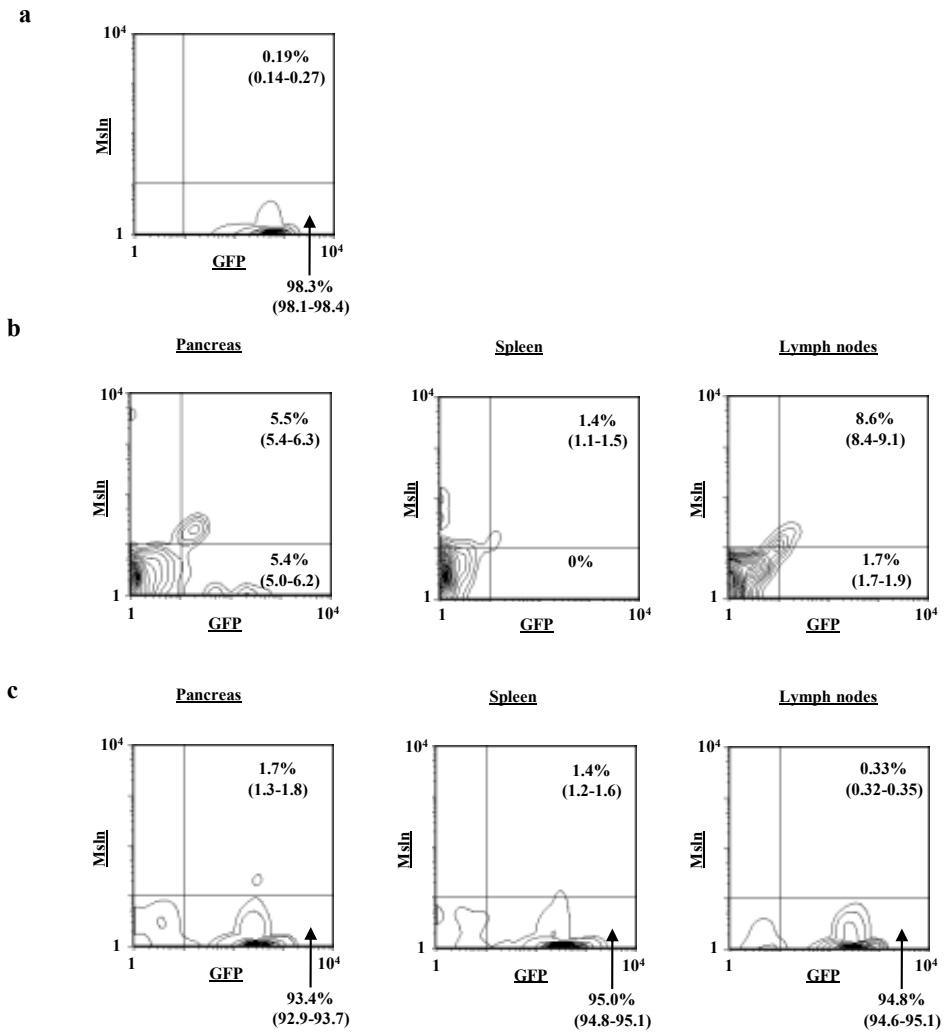 a
10⁴
0.19%
(0.14-0.27)
Msln
1
1
10⁴
GFP
98.3%
(98.1-98.4)
b
Pancreas
Spleen
Lymph nodes
10⁴
5.5%
(5.4-6.3)
Msln
5.4%
(5.0-6.2)
1
1
10⁴
GFP
10⁴
1.4%
(1.1-1.5)
Msln
0%
1
1
10⁴
GFP
10⁴
8.6%
(8.4-9.1)
Msln
1.7%
(1.7-1.9)
1
1
10⁴
GFP
c
Pancreas
Spleen
Lymph nodes
10⁴
1.7%
(1.3-1.8)
Msln
1
1
10⁴
GFP
93.4%
(92.9-93.7)
10⁴
1.4%
(1.2-1.6)
Msln
1
1
10⁴
GFP
95.0%
(94.8-95.1)
10⁴
0.33%
(0.32-0.35)
Msln
1
1
10⁴
GFP
94.8%
(94.6-95.1)